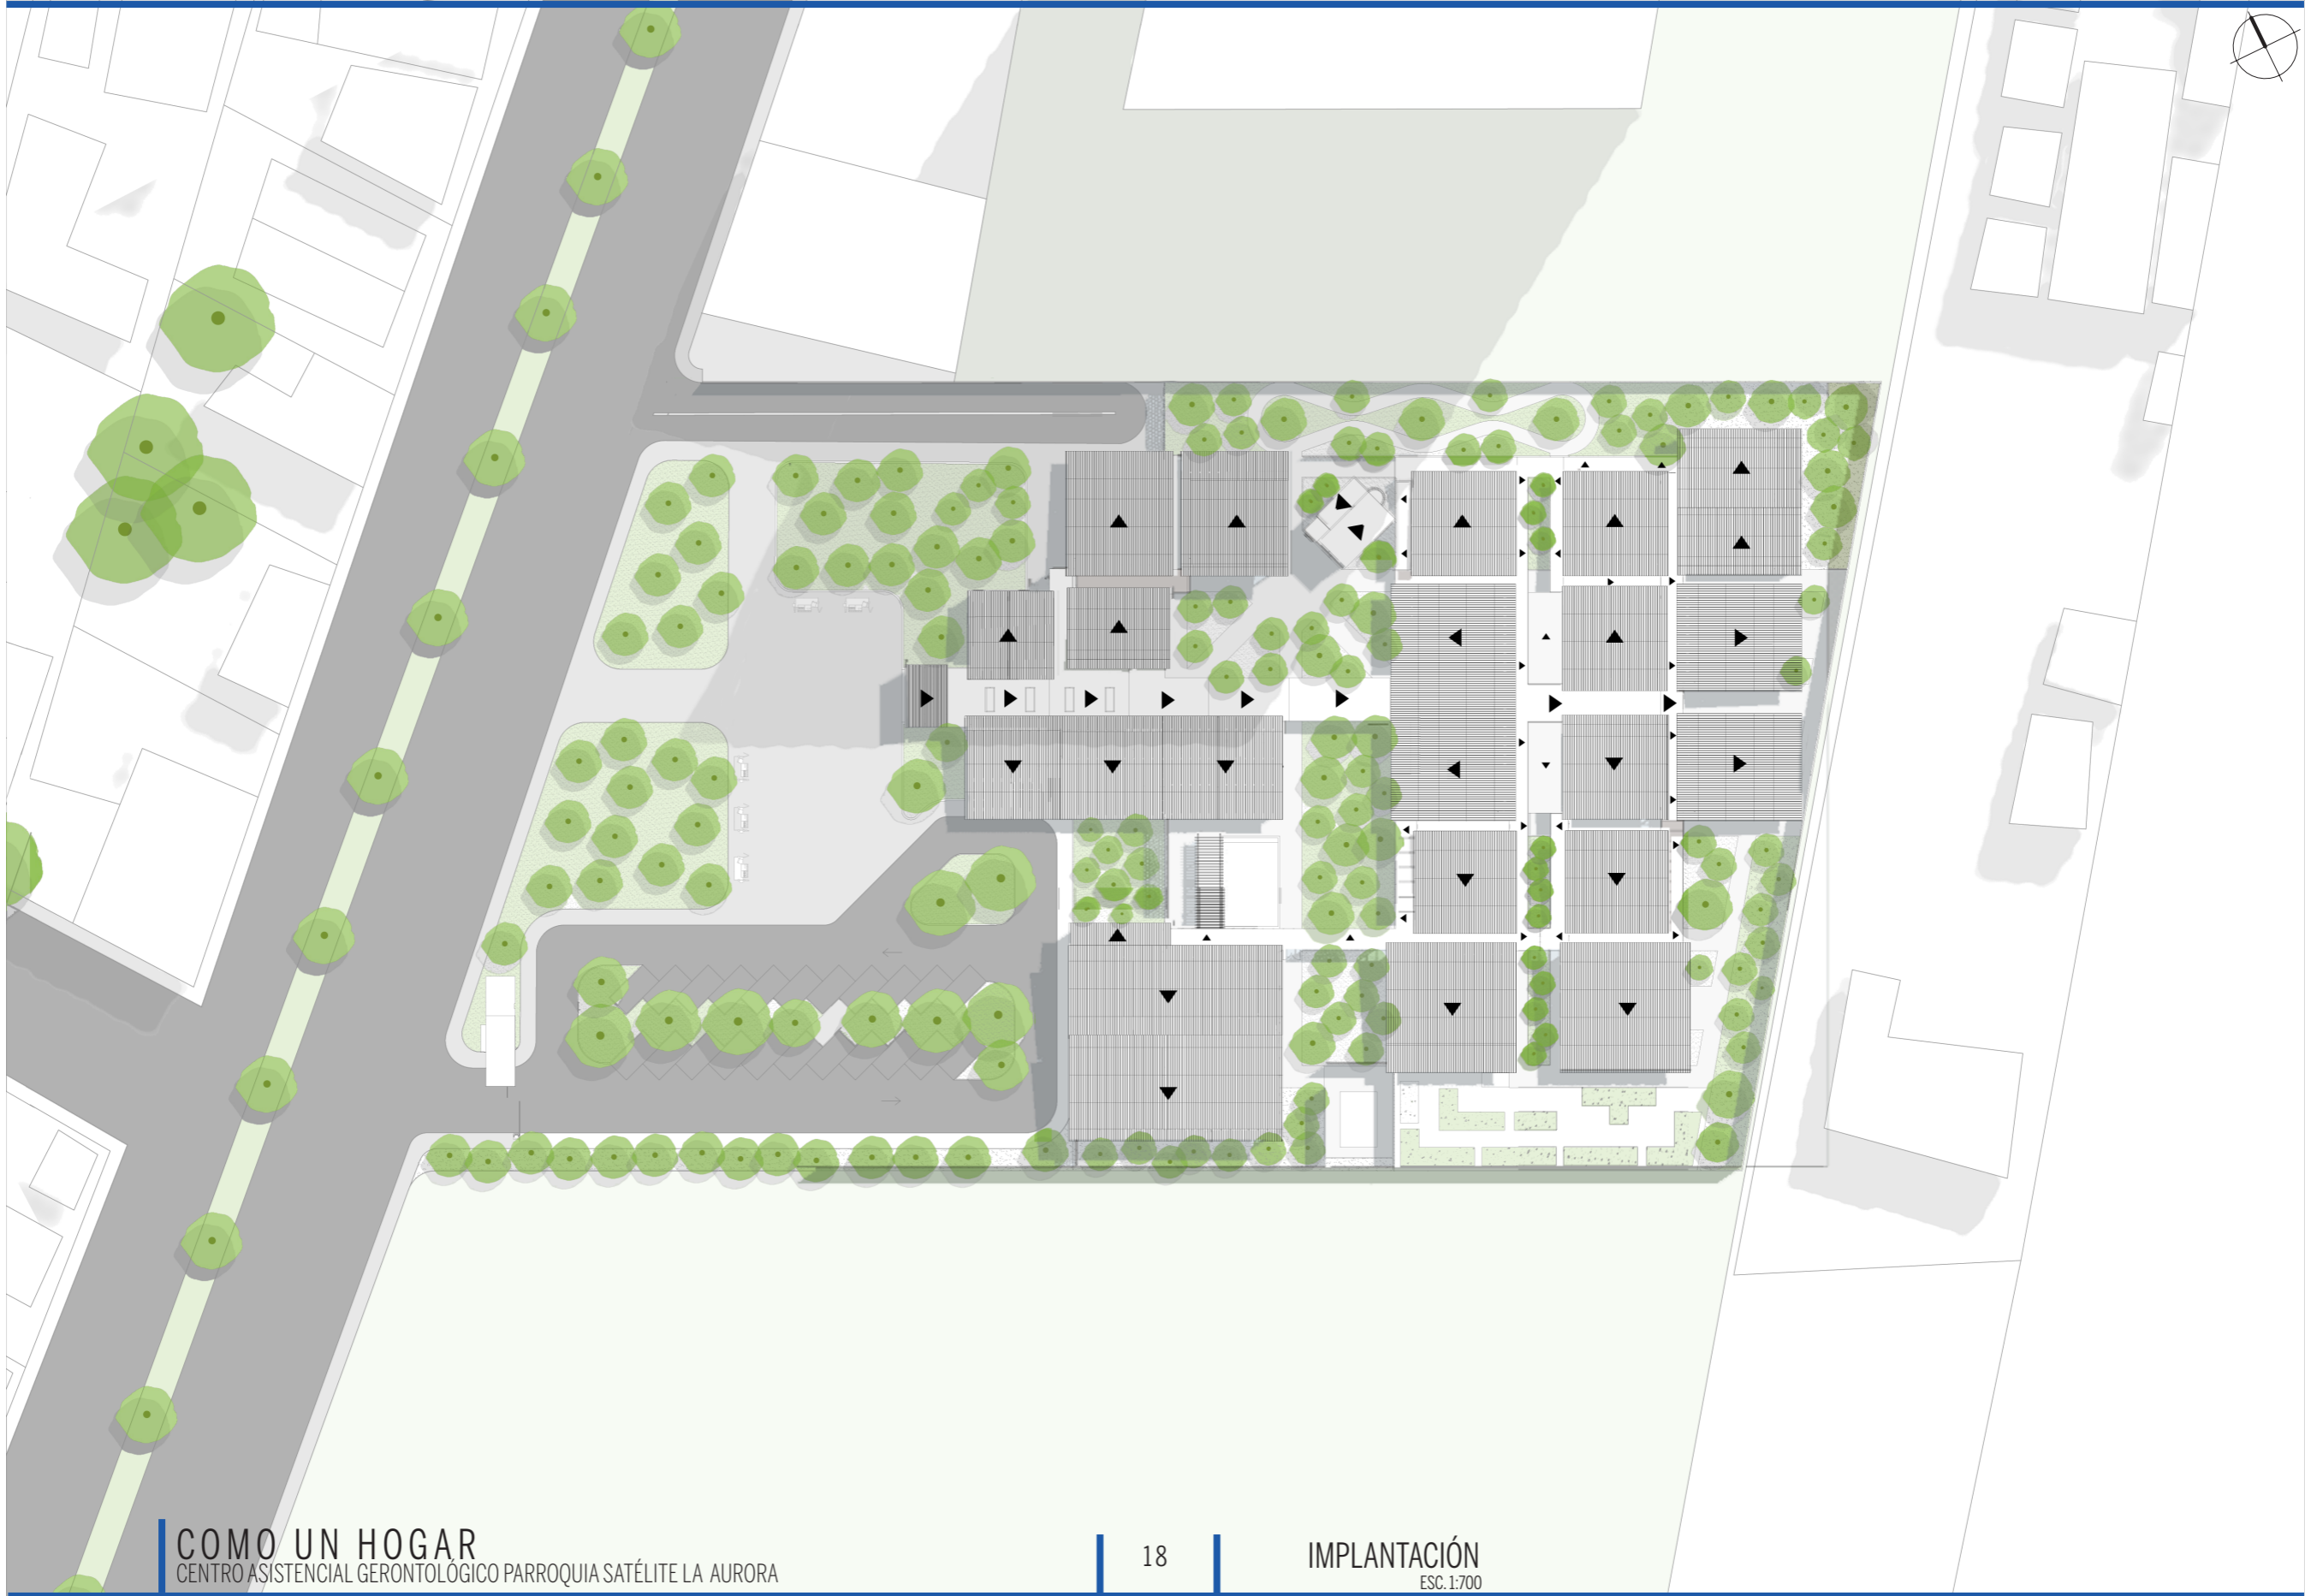 COMO UN HOGAR
CENTRO ASISTENCIAL GERONTOLÓGICO PARROQUIA SATÉLITE LA AURORA
18
IMPLANTACIÓN
ESC. 1:700